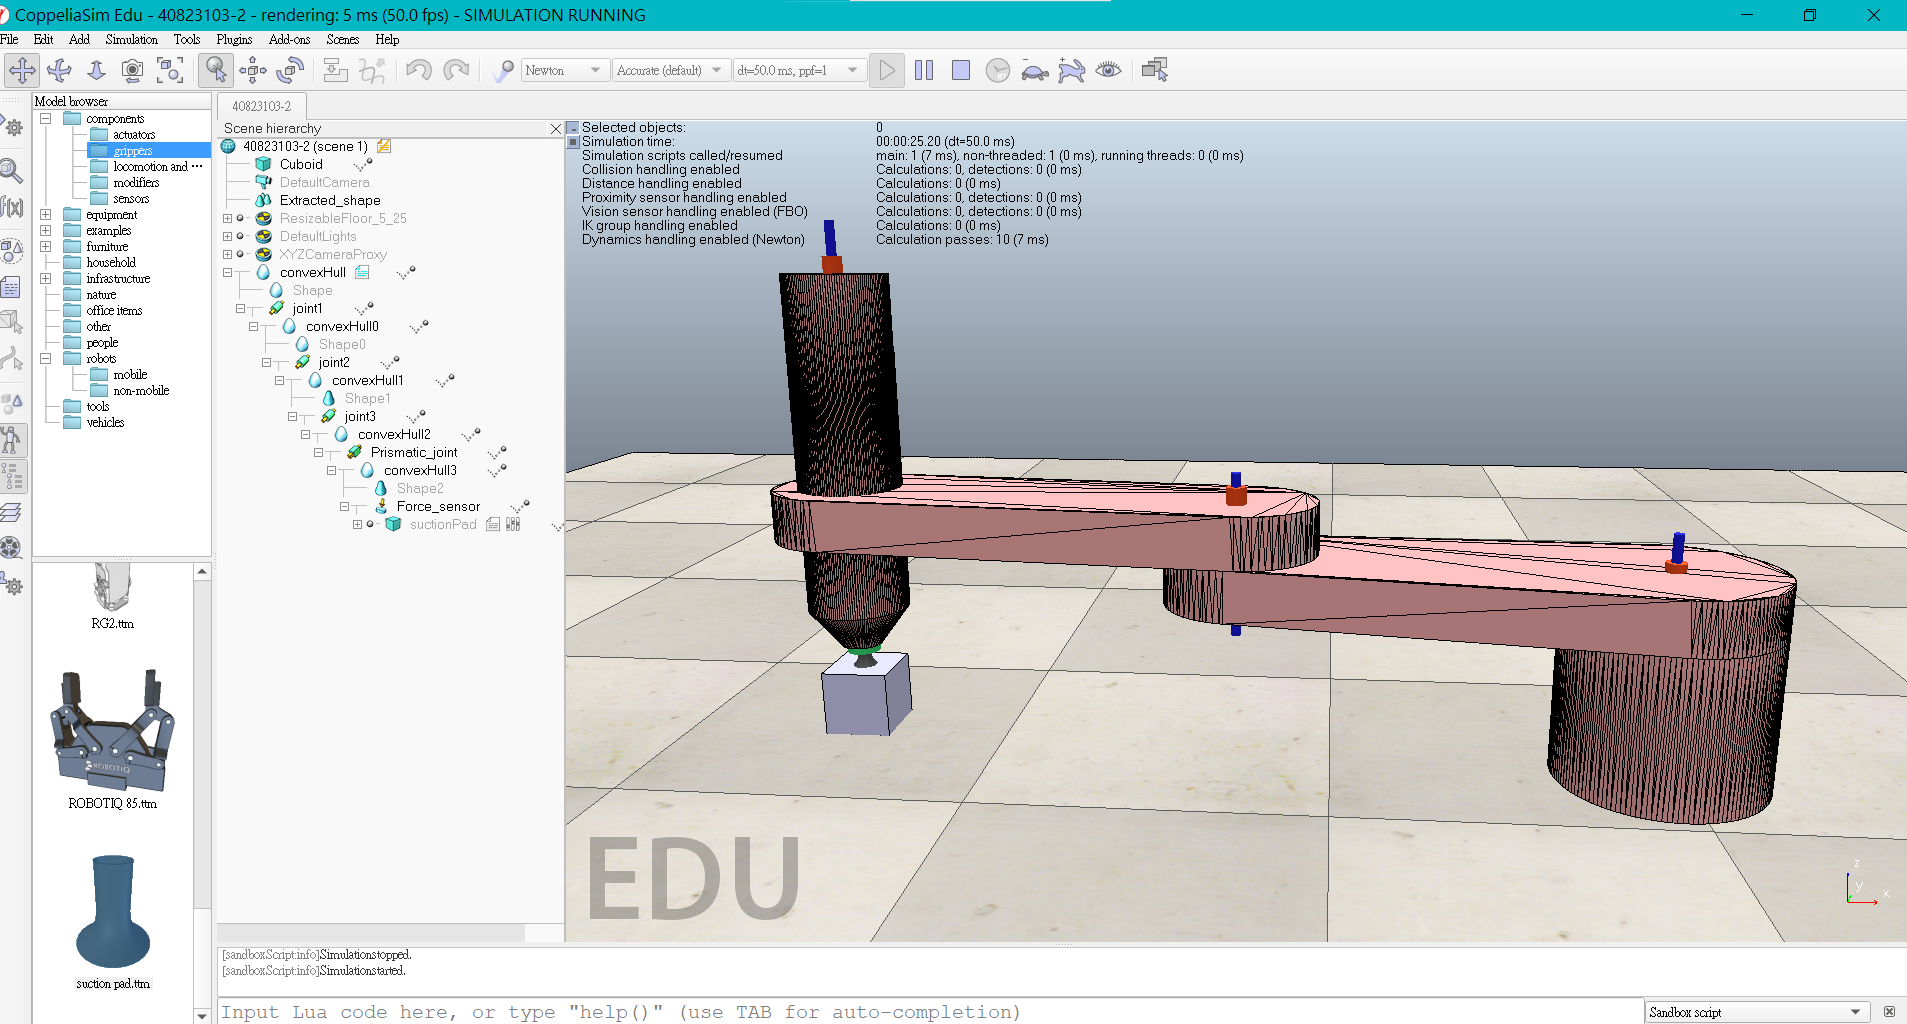 CoppeliaSim Edu - 40823103-2 - rendering: 5 ms (50.0 fps) - SIMULATION RUNNING
File Edit Add Simulation Tools Plugins Add-ons Scenes Help
Newton Accurate (default) dt=50.0 ms, ppf=1
Model browser
components
actuators
grippers
locomotion and ...
modifiers
sensors
equipment
examples
furniture
household
infrastructure
nature
office items
other
people
robots
mobile
non-mobile
tools
vehicles
RG2.ttm
ROBOTIQ
ROBOTIQ 85.ttm
suction pad.ttm
40823103-2
Scene hierarchy
40823103-2 (scene 1)
Cuboid
DefaultCamera
Extracted_shape
ResizableFloor_5_25
DefaultLights
XYZCameraProxy
convexHull
Shape
joint1
convexHull0
Shape0
joint2
convexHull1
Shape1
joint3
convexHull2
Prismatic_joint
convexHull3
Shape2
Force_sensor
suctionPad
Selected objects: 0
Simulation time: 00:00:25.20 (dt=50.0 ms)
Simulation scripts called/resumed main: 1 (7 ms), non-threaded: 1 (0 ms), running threads: 0 (0 ms)
Collision handling enabled Calculations: 0, detections: 0 (0 ms)
Distance handling enabled Calculations: 0 (0 ms)
Proximity sensor handling enabled Calculations: 0, detections: 0 (0 ms)
Vision sensor handling enabled (FBO) Calculations: 0, detections: 0 (0 ms)
IK group handling enabled Calculations: 0 (0 ms)
Dynamics handling enabled (Newton) Calculation passes: 10 (7 ms)
EDU
z
y
x
[sandboxScript:info]Simulationstopped.
[sandboxScript:info]Simulationstarted.
Input Lua code here, or type "help()" (use TAB for auto-completion)
Sandbox script